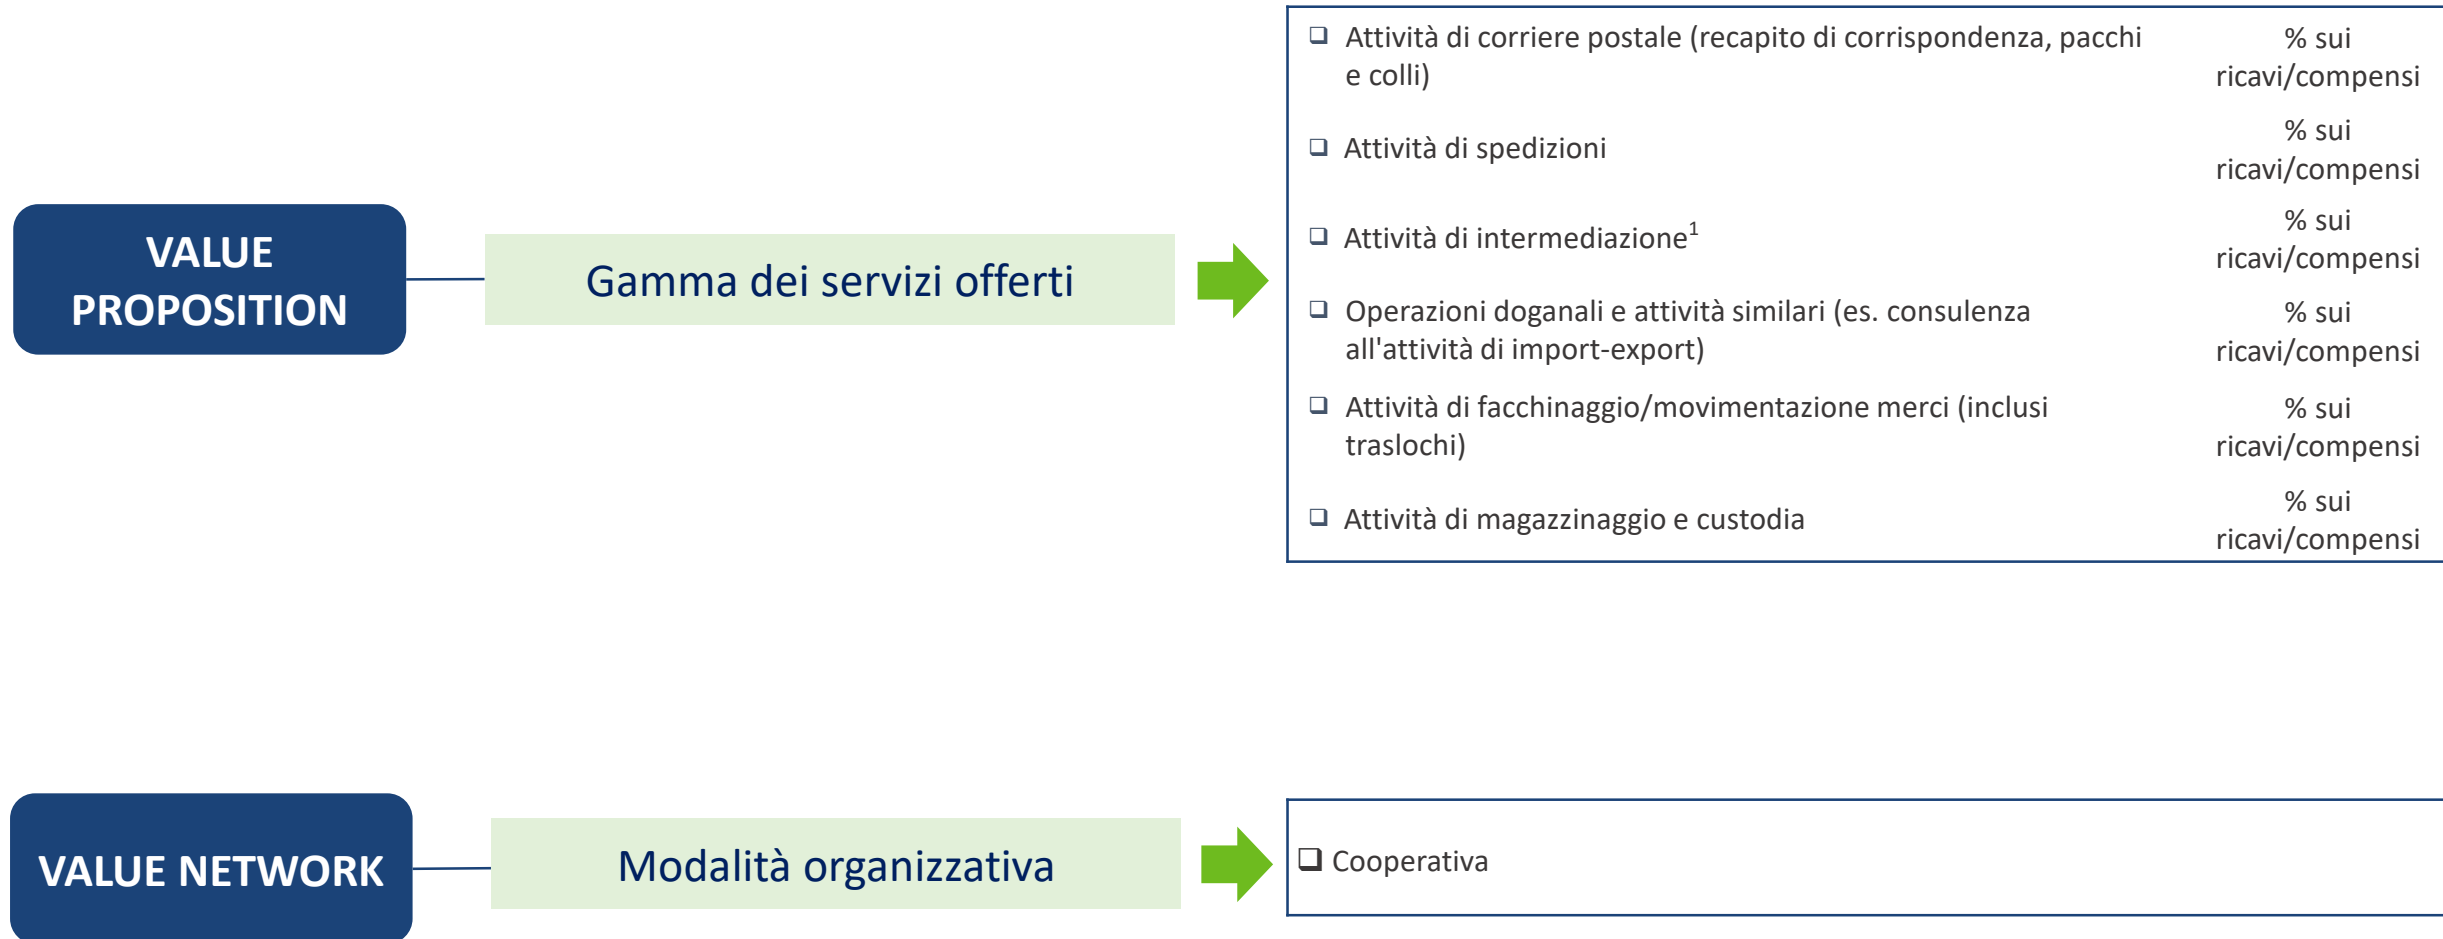 VALUE
PROPOSITION
Gamma dei servizi offerti
❑ Attività di corriere postale (recapito di corrispondenza, pacchi
e colli)
% sui
ricavi/compensi
❑ Attività di spedizioni
% sui
ricavi/compensi
❑ Attività di intermediazione¹
% sui
ricavi/compensi
❑ Operazioni doganali e attività similari (es. consulenza
all'attività di import-export)
% sui
ricavi/compensi
❑ Attività di facchinaggio/movimentazione merci (inclusi
traslochi)
% sui
ricavi/compensi
❑ Attività di magazzinaggio e custodia
% sui
ricavi/compensi
VALUE NETWORK
Modalità organizzativa
❑ Cooperativa